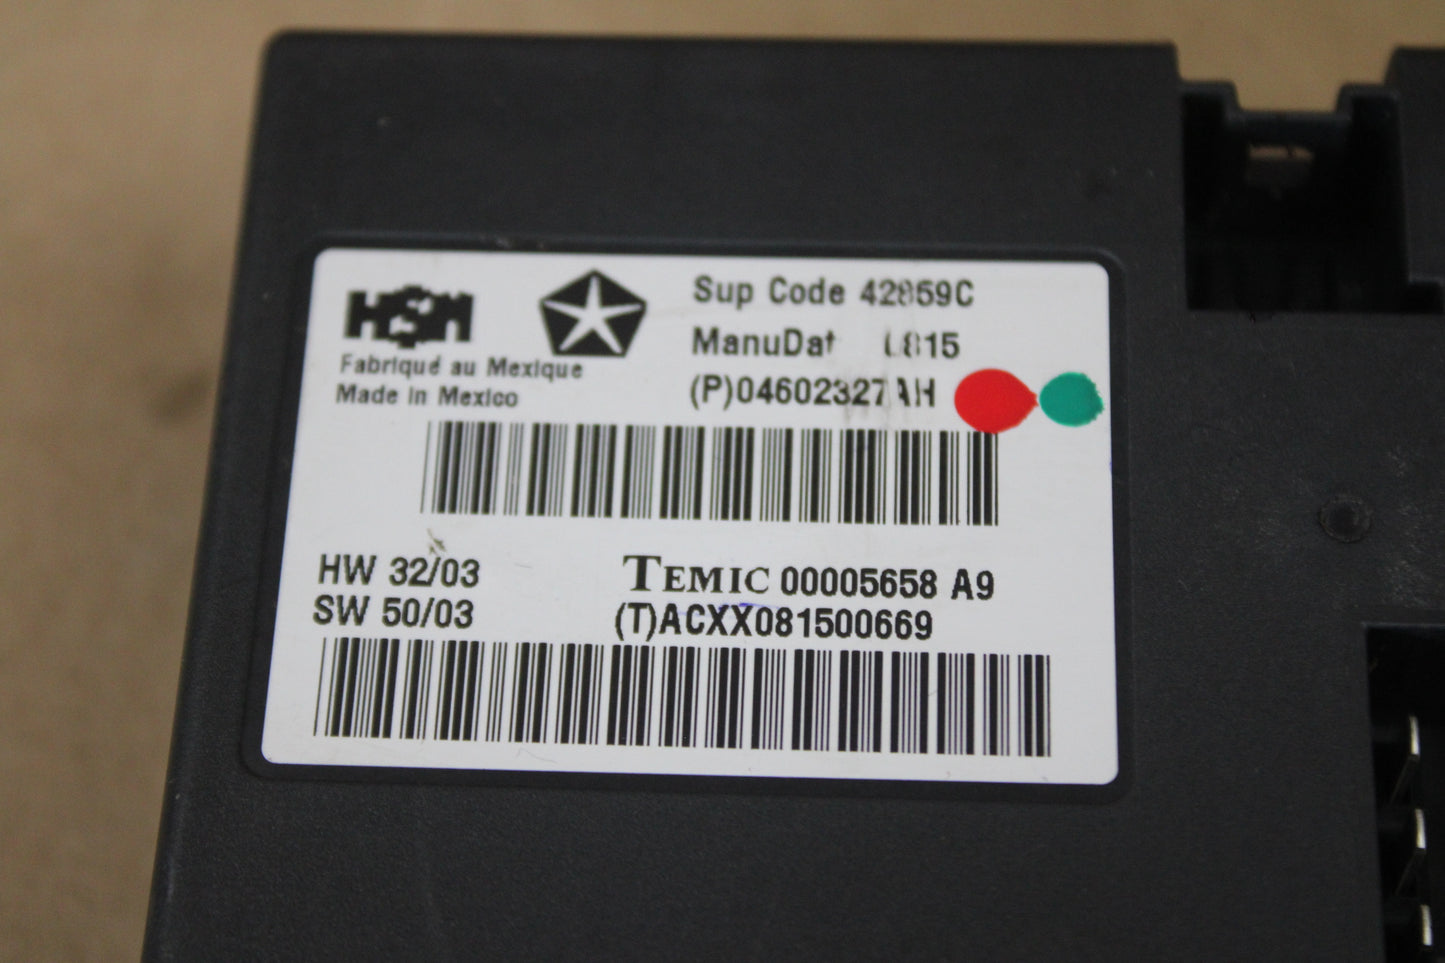 HSM
Fabriqué au Mexique
Made in Mexico
Sup Code 42859C
ManuDat
(P)04602327AH
HW 32/03
SW 50/03
TEMIC 00005658 A9
(T)ACXX081500669